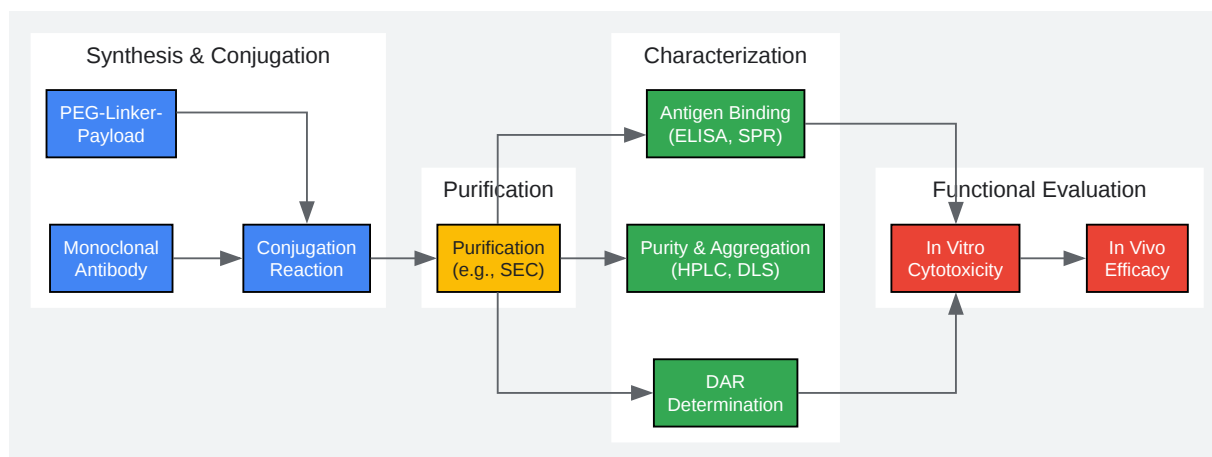 Synthesis & Conjugation
PEG-Linker-
Payload
Monoclonal
Antibody
Conjugation
Reaction
Purification
Purification
(e.g., SEC)
Characterization
Antigen Binding
(ELISA, SPR)
Purity & Aggregation
(HPLC, DLS)
DAR
Determination
Functional Evaluation
In Vitro
Cytotoxicity
In Vivo
Efficacy